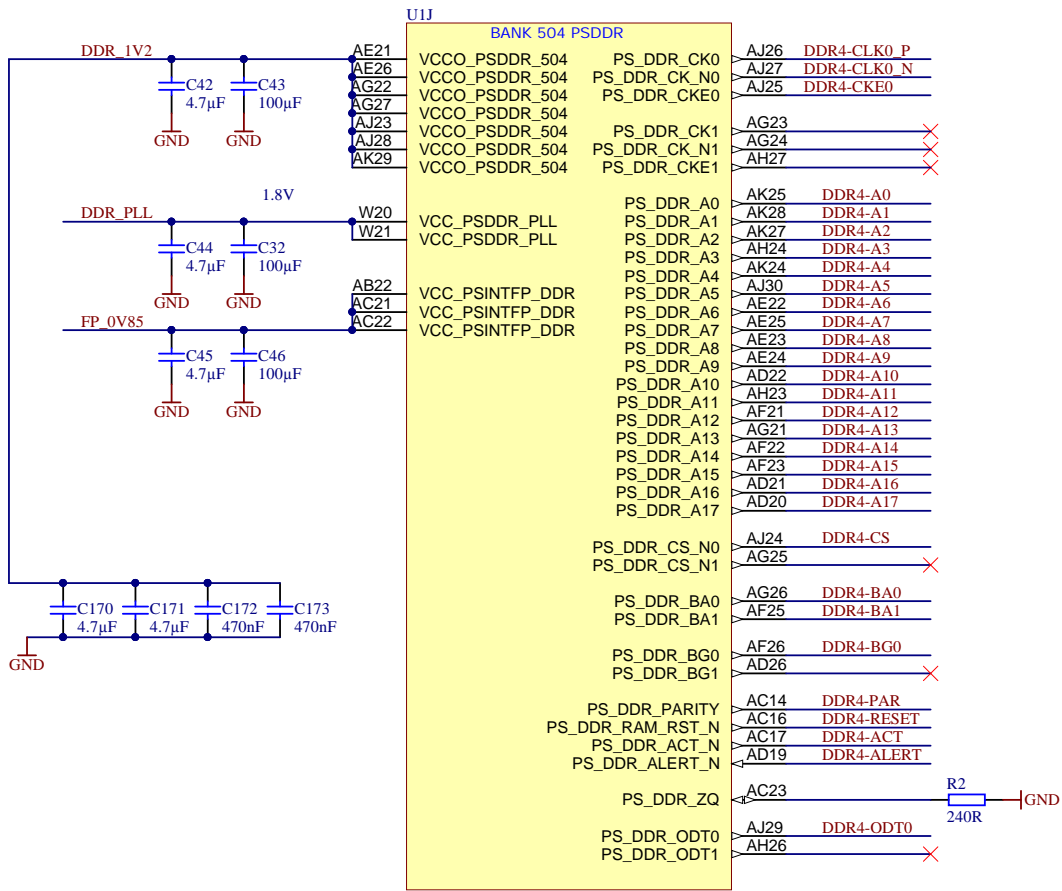 U1J
BANK 504 PSDDR
DDR_1V2 AE21 VCCO_PSDDR_504 PS_DDR_CK0 AJ26 DDR4-CLK0_P
AE26 VCCO_PSDDR_504 PS_DDR_CK_N0 AJ27 DDR4-CLK0_N
C42 C43 AG22 VCCO_PSDDR_504 PS_DDR_CKE0 AJ25 DDR4-CKE0
4.7µF 100µF AG27 VCCO_PSDDR_504
AJ23 VCCO_PSDDR_504 PS_DDR_CK1 AG23
GND GND AJ28 VCCO_PSDDR_504 PS_DDR_CK_N1 AG24
AK29 VCCO_PSDDR_504 PS_DDR_CKE1 AH27
1.8V
PS_DDR_A0 AK25 DDR4-A0
DDR_PLL W20 VCC_PSDDR_PLL PS_DDR_A1 AK28 DDR4-A1
W21 VCC_PSDDR_PLL PS_DDR_A2 AK27 DDR4-A2
C44 C32 PS_DDR_A3 AH24 DDR4-A3
4.7µF 100µF PS_DDR_A4 AK24 DDR4-A4
AB22 VCC_PSINTFP_DDR PS_DDR_A5 AJ30 DDR4-A5
GND GND AC21 VCC_PSINTFP_DDR PS_DDR_A6 AE22 DDR4-A6
FP_0V85 AC22 VCC_PSINTFP_DDR PS_DDR_A7 AE25 DDR4-A7
PS_DDR_A8 AE23 DDR4-A8
C45 C46 PS_DDR_A9 AE24 DDR4-A9
4.7µF 100µF PS_DDR_A10 AD22 DDR4-A10
PS_DDR_A11 AH23 DDR4-A11
GND GND PS_DDR_A12 AF21 DDR4-A12
PS_DDR_A13 AG21 DDR4-A13
PS_DDR_A14 AF22 DDR4-A14
PS_DDR_A15 AF23 DDR4-A15
PS_DDR_A16 AD21 DDR4-A16
PS_DDR_A17 AD20 DDR4-A17
PS_DDR_CS_N0 AJ24 DDR4-CS
PS_DDR_CS_N1 AG25
C170 C171 C172 C173 PS_DDR_BA0 AG26 DDR4-BA0
4.7µF 4.7µF 470nF 470nF PS_DDR_BA1 AF25 DDR4-BA1
GND PS_DDR_BG0 AF26 DDR4-BG0
PS_DDR_BG1 AD26
PS_DDR_PARITY AC14 DDR4-PAR
PS_DDR_RAM_RST_N AC16 DDR4-RESET
PS_DDR_ACT_N AC17 DDR4-ACT
PS_DDR_ALERT_N AD19 DDR4-ALERT
PS_DDR_ZQ AC23 R2 GND
240R
PS_DDR_ODT0 AJ29 DDR4-ODT0
PS_DDR_ODT1 AH26